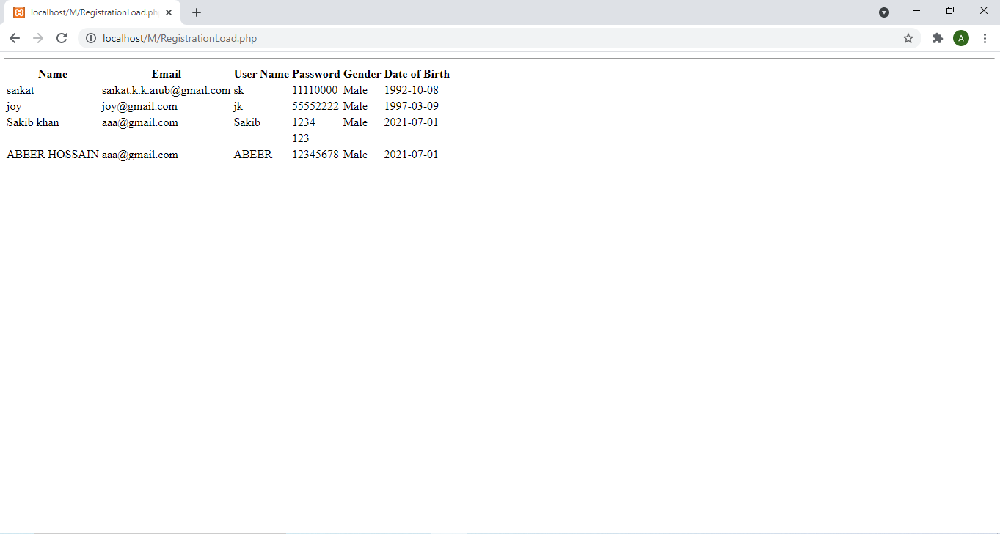 localhost/M/RegistrationLoad.ph
localhost/M/RegistrationLoad.php
A
Name Email User Name Password Gender Date of Birth
saikat saikat.k.k.aiub@gmail.com sk 11110000 Male 1992-10-08
joy joy@gmail.com jk 55552222 Male 1997-03-09
Sakib khan aaa@gmail.com Sakib 1234 Male 2021-07-01
123
ABEER HOSSAIN aaa@gmail.com ABEER 12345678 Male 2021-07-01